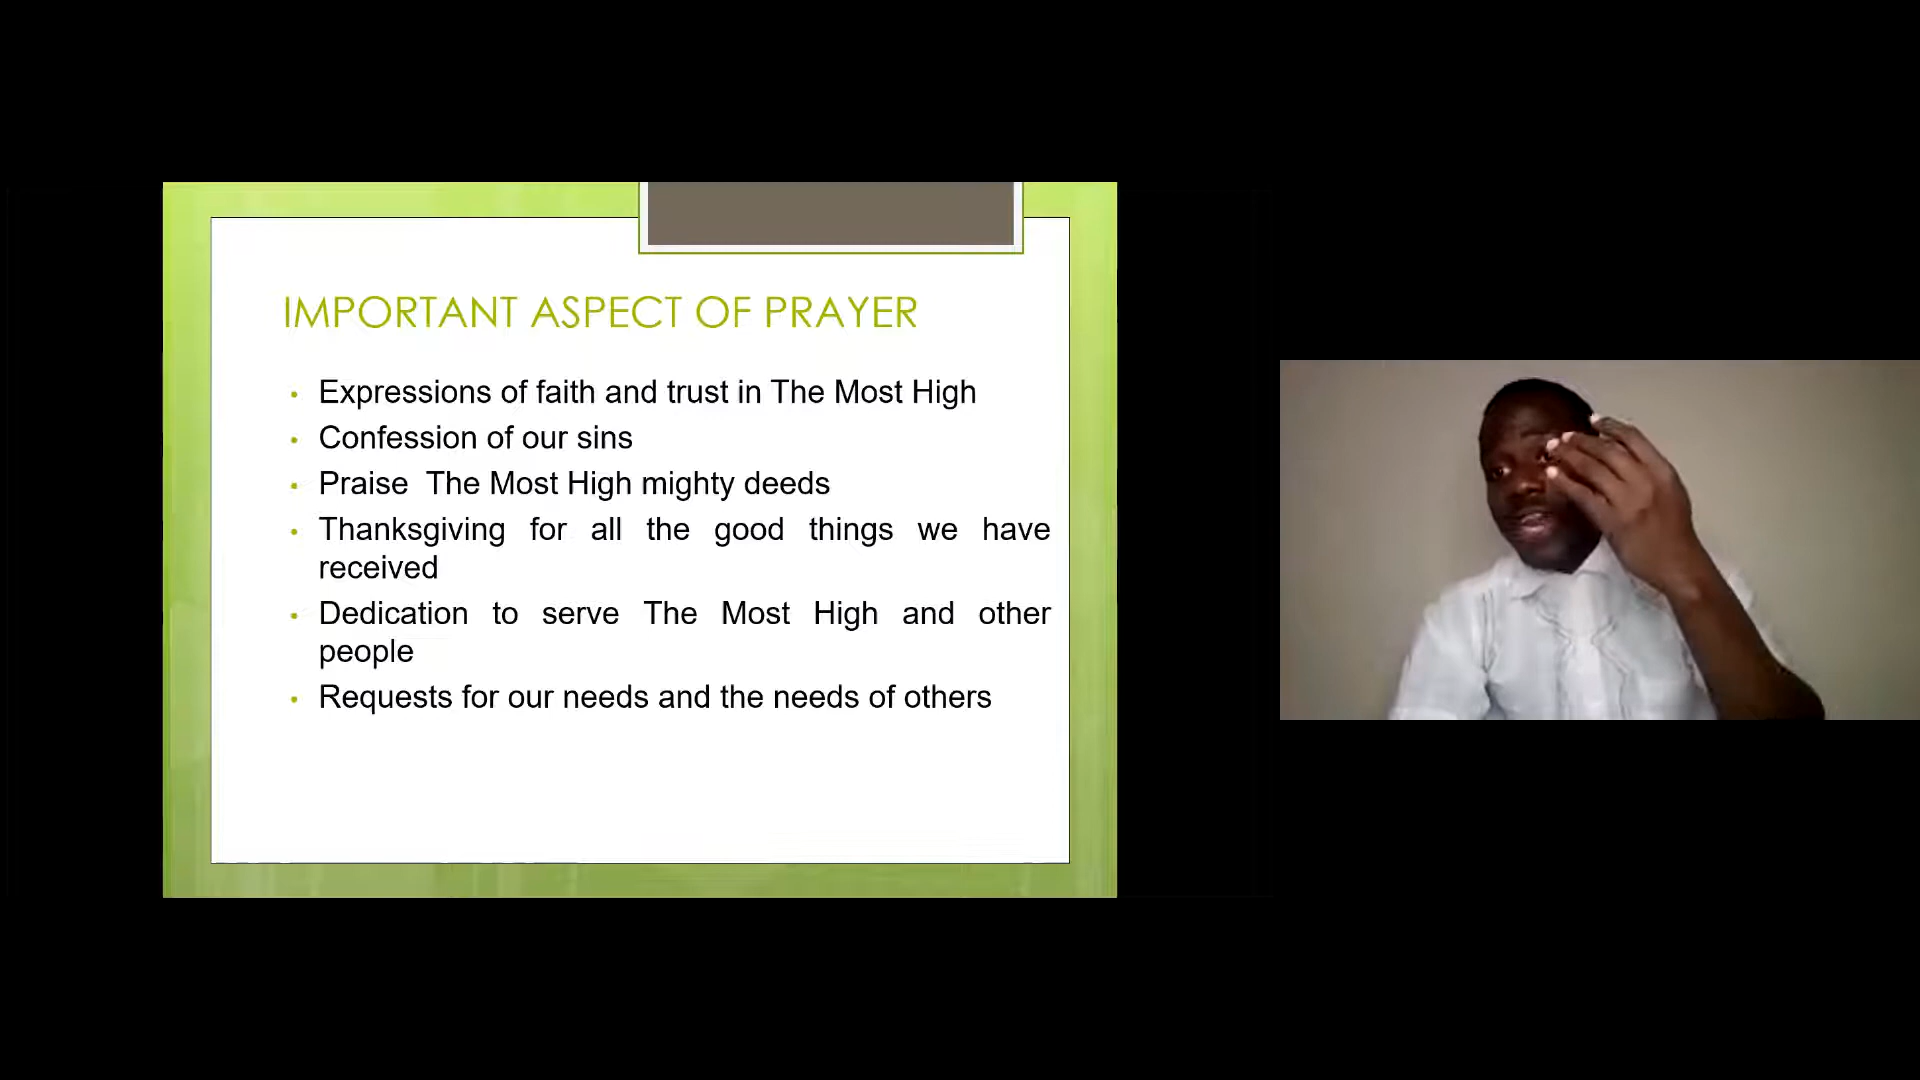 IMPORTANT ASPECT OF PRAYER
• Expressions of faith and trust in The Most High
• Confession of our sins
• Praise  The Most High mighty deeds
• Thanksgiving for all the good things we have
received
• Dedication to serve The Most High and other
people
• Requests for our needs and the needs of others